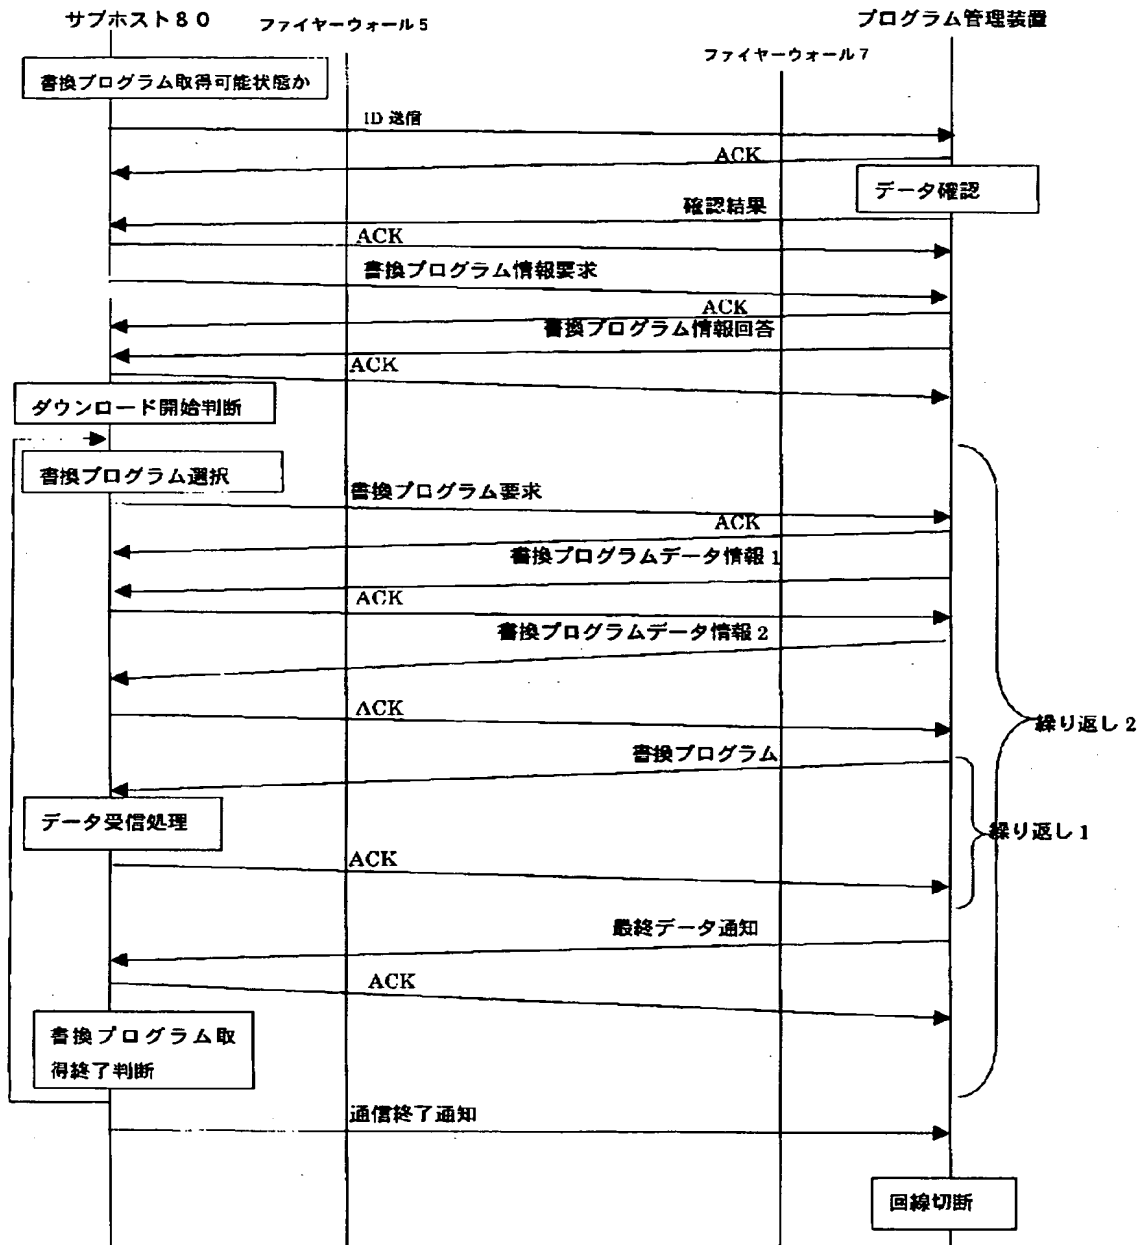 サブホスト８０
ファイヤーウォール5
プログラム管理装置
ファイヤーウォール7
書換プログラム取得可能状態か
ID 送信
ACK
データ確認
確認結果
ACK
書換プログラム情報要求
ACK
書換プログラム情報回答
ACK
ダウンロード開始判断
書換プログラム選択
書換プログラム要求
ACK
書換プログラムデータ情報1
ACK
書換プログラムデータ情報2
ACK
繰り返し2
書換プログラム
データ受信処理
繰り返し1
ACK
最終データ通知
ACK
書換プログラム取
得終了判断
通信終了通知
回線切断